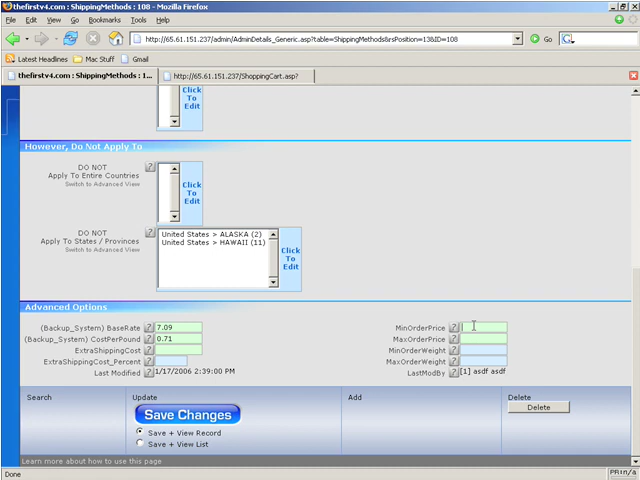 thefirstv4.com : ShippingMethods : 108 - Mozilla Firefox
File Edit View Go Bookmarks Tools Help
http://65.61.151.237/admin/AdminDetails_Generic.asp?table=ShippingMethods&rsPosition=13&ID=108
Go
Latest Headlines Mac Stuff Gmail
thefirstv4.com : ShippingMethods : 1... http://65.61.151.237/ShoppingCart.asp?
Click To Edit
However, Do Not Apply To
DO NOT
Apply To Entire Countries
Switch to Advanced View
?
Click To Edit
DO NOT
Apply To States / Provinces
Switch to Advanced View
?
United States > ALASKA (2)
United States > HAWAII (11)
Click To Edit
Advanced Options
(Backup_System) BaseRate ? 7.09 MinOrderPrice ?
(Backup_System) CostPerPound ? 0.71 MaxOrderPrice ?
ExtraShippingCost ? MinOrderWeight ?
ExtraShippingCost_Percent ? MaxOrderWeight ?
Last Modified ? 1/17/2006 2:39:00 PM LastModBy ? [1] asdf asdf
Search Update Add Delete
Save Changes Delete
Save + View Record
Save + View List
Learn more about how to use this page
Done